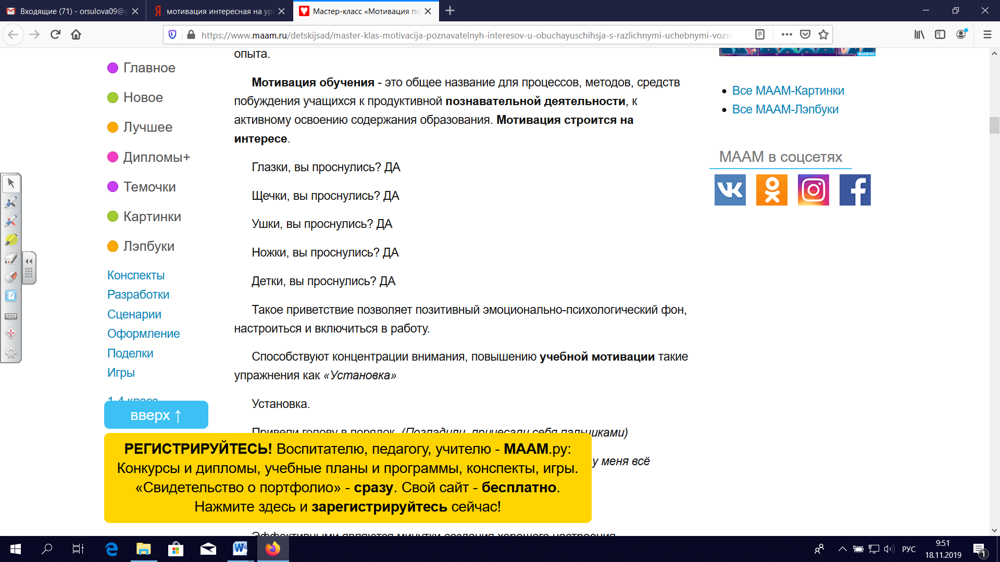 Входящие (71) - orsulova09@g
мотивация интересная на уро
Мастер-класс «Мотивация по
https://www.maam.ru/detskijsad/master-klas-motivacija-poznavatelnyh-interesov-u-obuchayuschihsja-s-razlichnymi-uchebnymi-vozm
Главное
Новое
Лучшее
Дипломы+
Темочки
Картинки
Лэпбуки
Конспекты
Разработки
Сценарии
Оформление
Поделки
Игры
1-4 класс
вверх ↑
опыта.
Мотивация обучения - это общее название для процессов, методов, средств
побуждения учащихся к продуктивной познавательной деятельности, к
активному освоению содержания образования. Мотивация строится на
интересе.
Глазки, вы проснулись? ДА
Щечки, вы проснулись? ДА
Ушки, вы проснулись? ДА
Ножки, вы проснулись? ДА
Детки, вы проснулись? ДА
Такое приветствие позволяет позитивный эмоционально-психологический фон,
настроиться и включиться в работу.
Способствуют концентрации внимания, повышению учебной мотивации такие
упражнения как «Установка»
Установка.
Привели голову в порядок. (Погладили, причесали себя пальчиками)
у меня всё
РЕГИСТРИРУЙТЕСЬ! Воспитателю, педагогу, учителю - МААМ.ру:
Конкурсы и дипломы, учебные планы и программы, конспекты, игры.
«Свидетельство о портфолио» - сразу. Свой сайт - бесплатно.
Нажмите здесь и зарегистрируйтесь сейчас!
Эффективными являются минутки создания хорошего настроения
MAAM.RU
Все МААМ-Картинки
Все МААМ-Лэпбуки
МААМ в соцсетях
РУС
9:51
18.11.2019
1